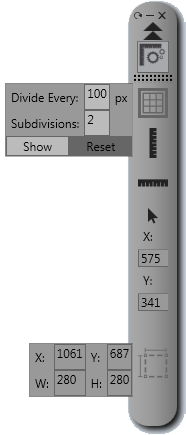 Divide Every: 100 px
Subdivisions: 2
Show Reset
X:
575
Y:
341
X: 1061 Y: 687
W: 280 H: 280